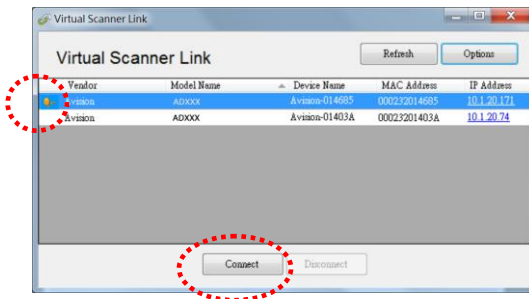 Virtual Scanner Link
Virtual Scanner Link Refresh Options
Vendor Model Name Device Name MAC Address IP Address
Avision ADXXX Avision-014685 000232014685 10.1.20.171
Avision ADXXX Avision-01403A 00023201403A 10.1.20.74
Connect Disconnect